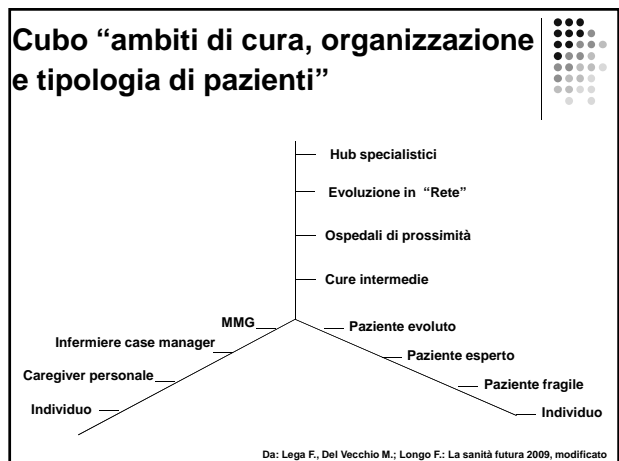 Cubo “ambiti di cura, organizzazione
e tipologia di pazienti”
Hub specialistici
Evoluzione in “Rete”
Ospedali di prossimità
Cure intermedie
MMG
Infermiere case manager
Caregiver personale
Individuo
Paziente evoluto
Paziente esperto
Paziente fragile
Individuo
Da: Lega F., Del Vecchio M.; Longo F.: La sanità futura 2009, modificato